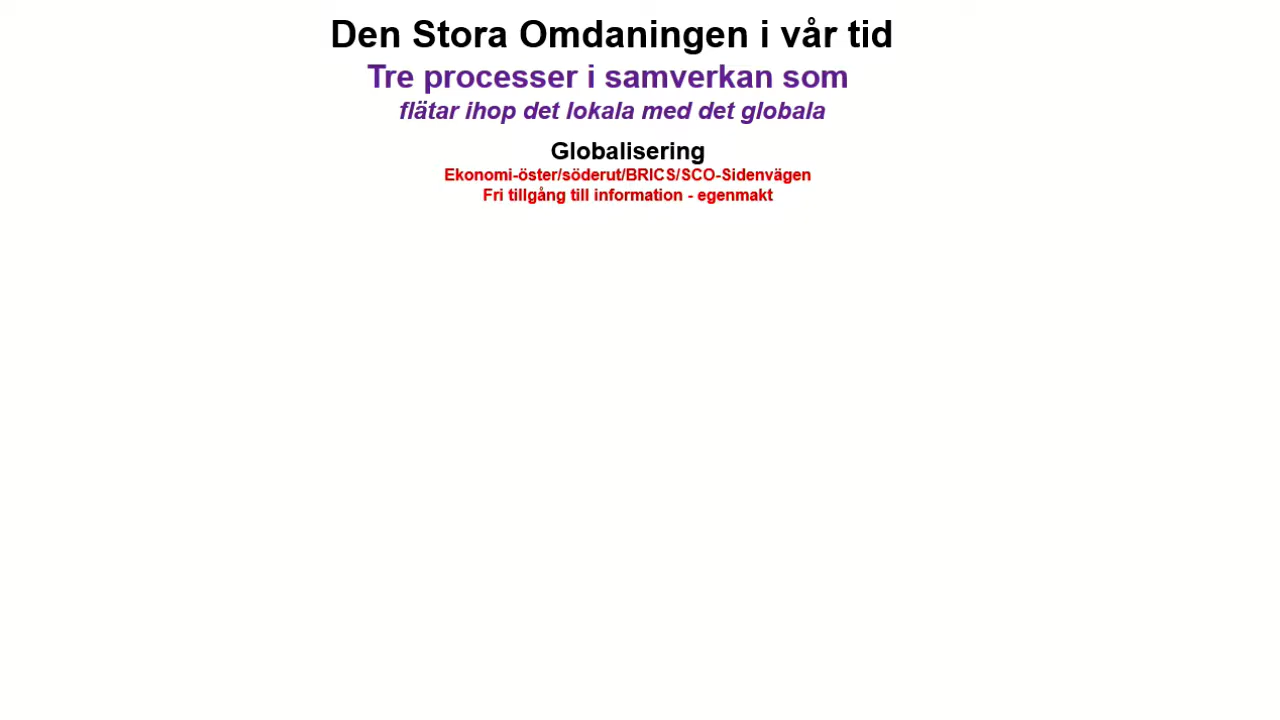 Den Stora Omdaningen i vår tid
Tre processer i samverkan som
flätar ihop det lokala med det globala
Globalisering
Ekonomi-öster/söderut/BRICS/SCO-Sidenvägen
Fri tillgång till information - egenmakt